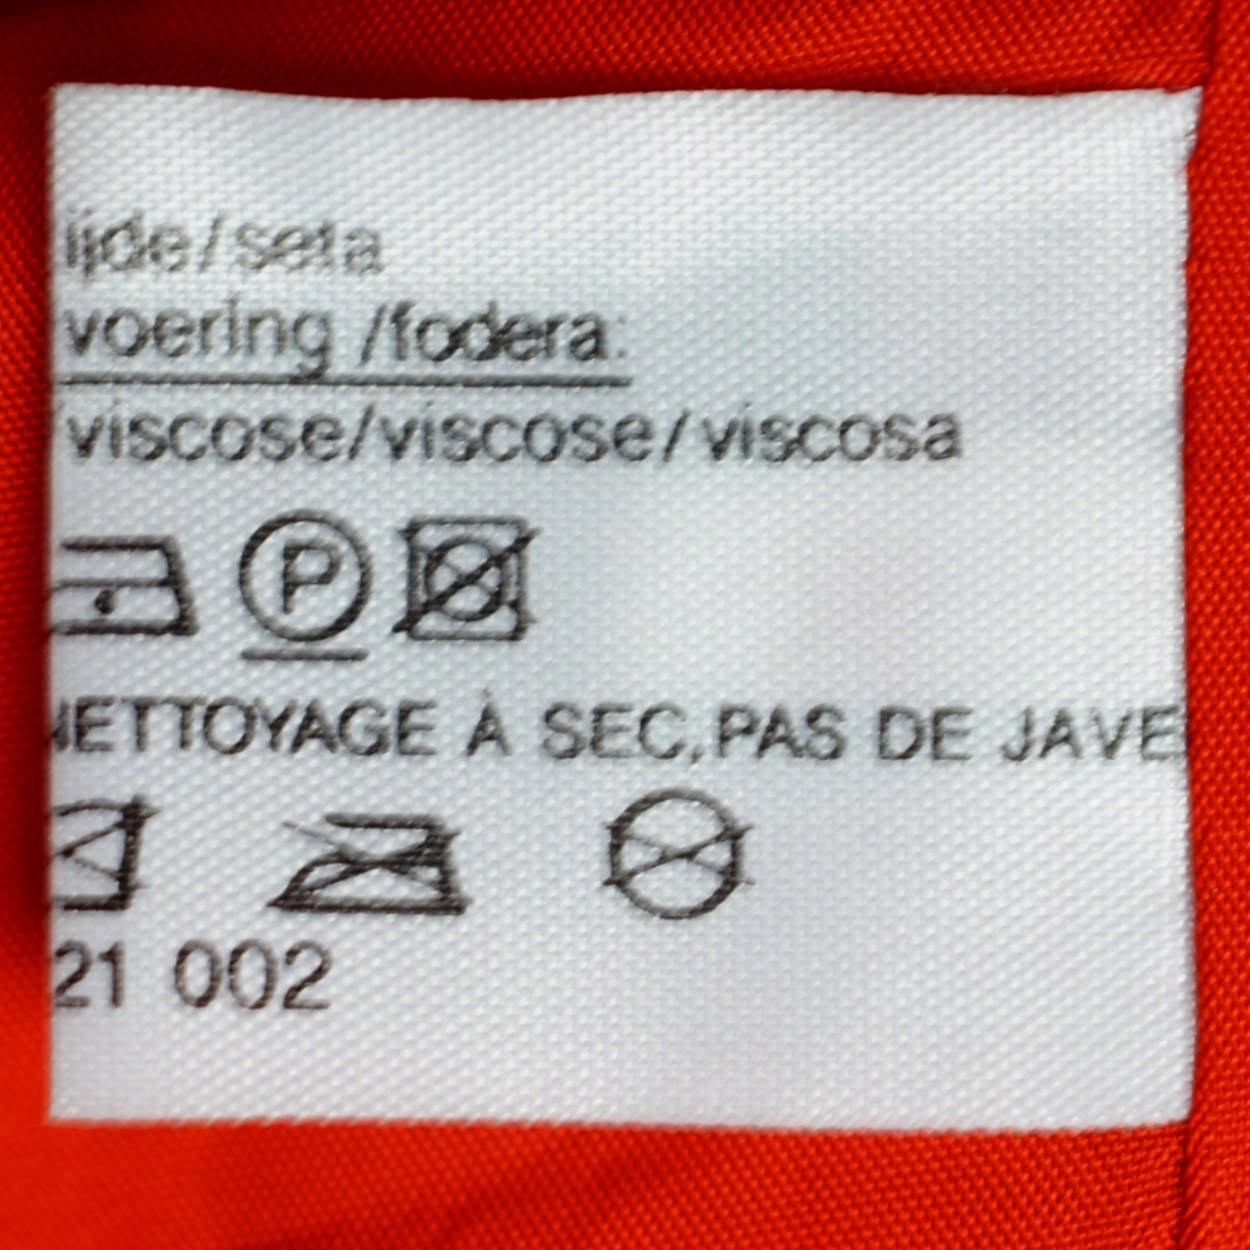 ijde/seta
voering /fodera:
viscose/viscose/viscosa
P
NETTOYAGE À SEC,PAS DE JAVE
21 002